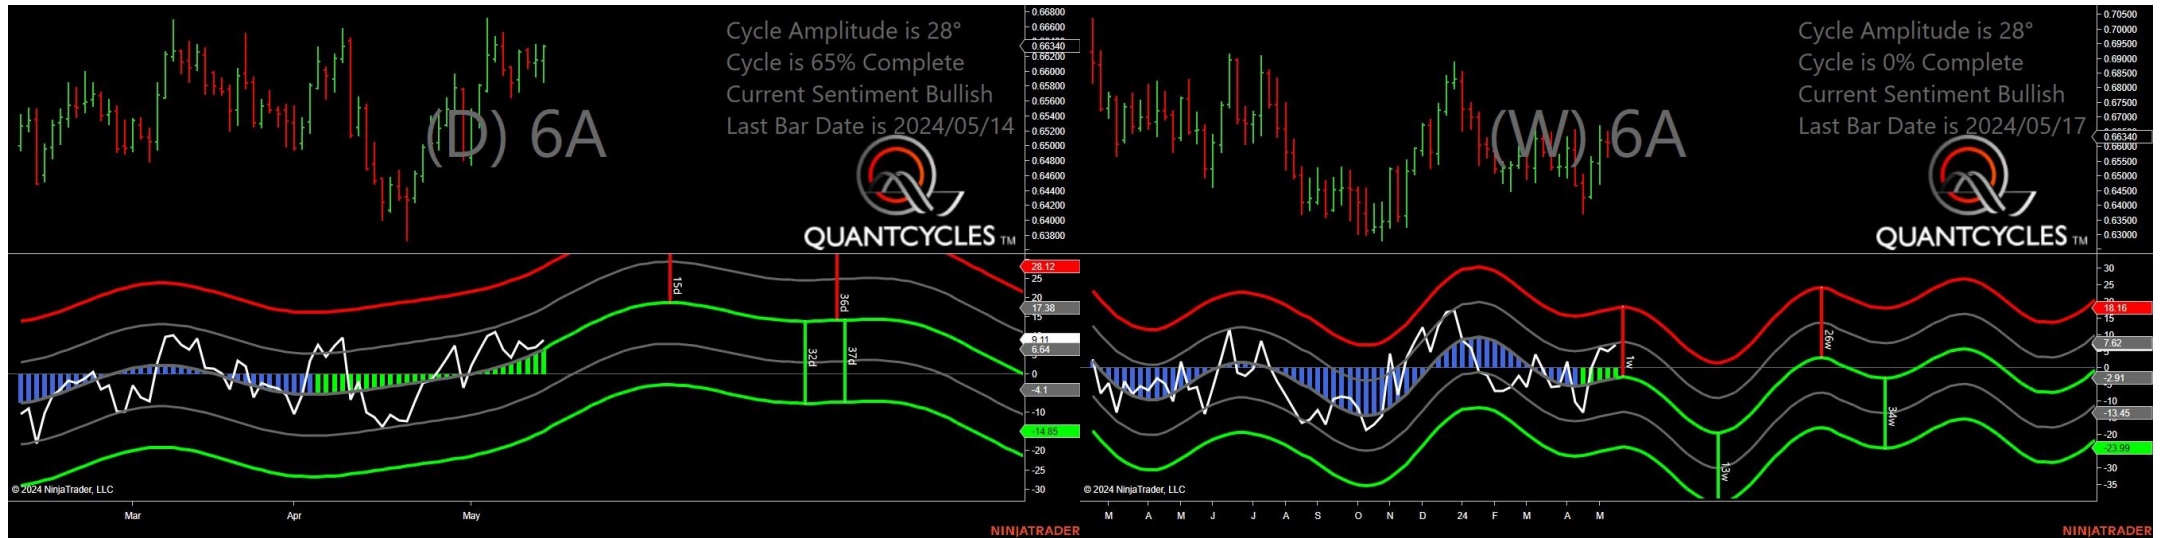 Cycle Amplitude is 28°
Cycle is 65% Complete
Current Sentiment Bullish
Last Bar Date is 2024/05/14
(D) 6A
QUANTCYCLES TM
0.66800
0.66600
0.66340
0.66200
0.66000
0.65800
0.65600
0.65400
0.65200
0.65000
0.64800
0.64600
0.64400
0.64200
0.64000
0.63800
28.12
25
20
17.38
15
9.11
6.64
0
-4.1
-10
-14.85
-20
-25
-30
15d
36d
32d
37d
© 2024 NinjaTrader, LLC
Mar Apr May
NINJATRADER
Cycle Amplitude is 28°
Cycle is 0% Complete
Current Sentiment Bullish
Last Bar Date is 2024/05/17
(W) 6A
QUANTCYCLES TM
0.70500
0.70000
0.69500
0.69000
0.68500
0.68000
0.67500
0.67000
0.66340
0.66000
0.65500
0.65000
0.64500
0.64000
0.63500
0.63000
30
25
18.16
15
7.62
0
-2.91
-10
-13.45
-20
-23.99
-30
-35
1w
26w
13w
34w
© 2024 NinjaTrader, LLC
M A M J J A S O N D 24 F M A M
NINJATRADER